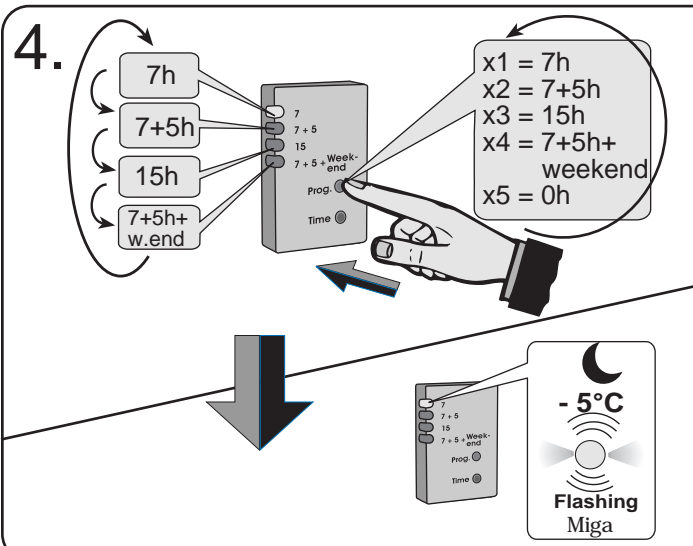 4.
7h
7+5h
15h
7+5h+
w.end
7
7 + 5
15
7 + 5 + Week-
end
Prog.
Time
x1 = 7h
x2 = 7+5h
x3 = 15h
x4 = 7+5h+
weekend
x5 = 0h
7
7 + 5
15
7 + 5 + Week-
end
Prog.
Time
- 5°C
Flashing
Miga